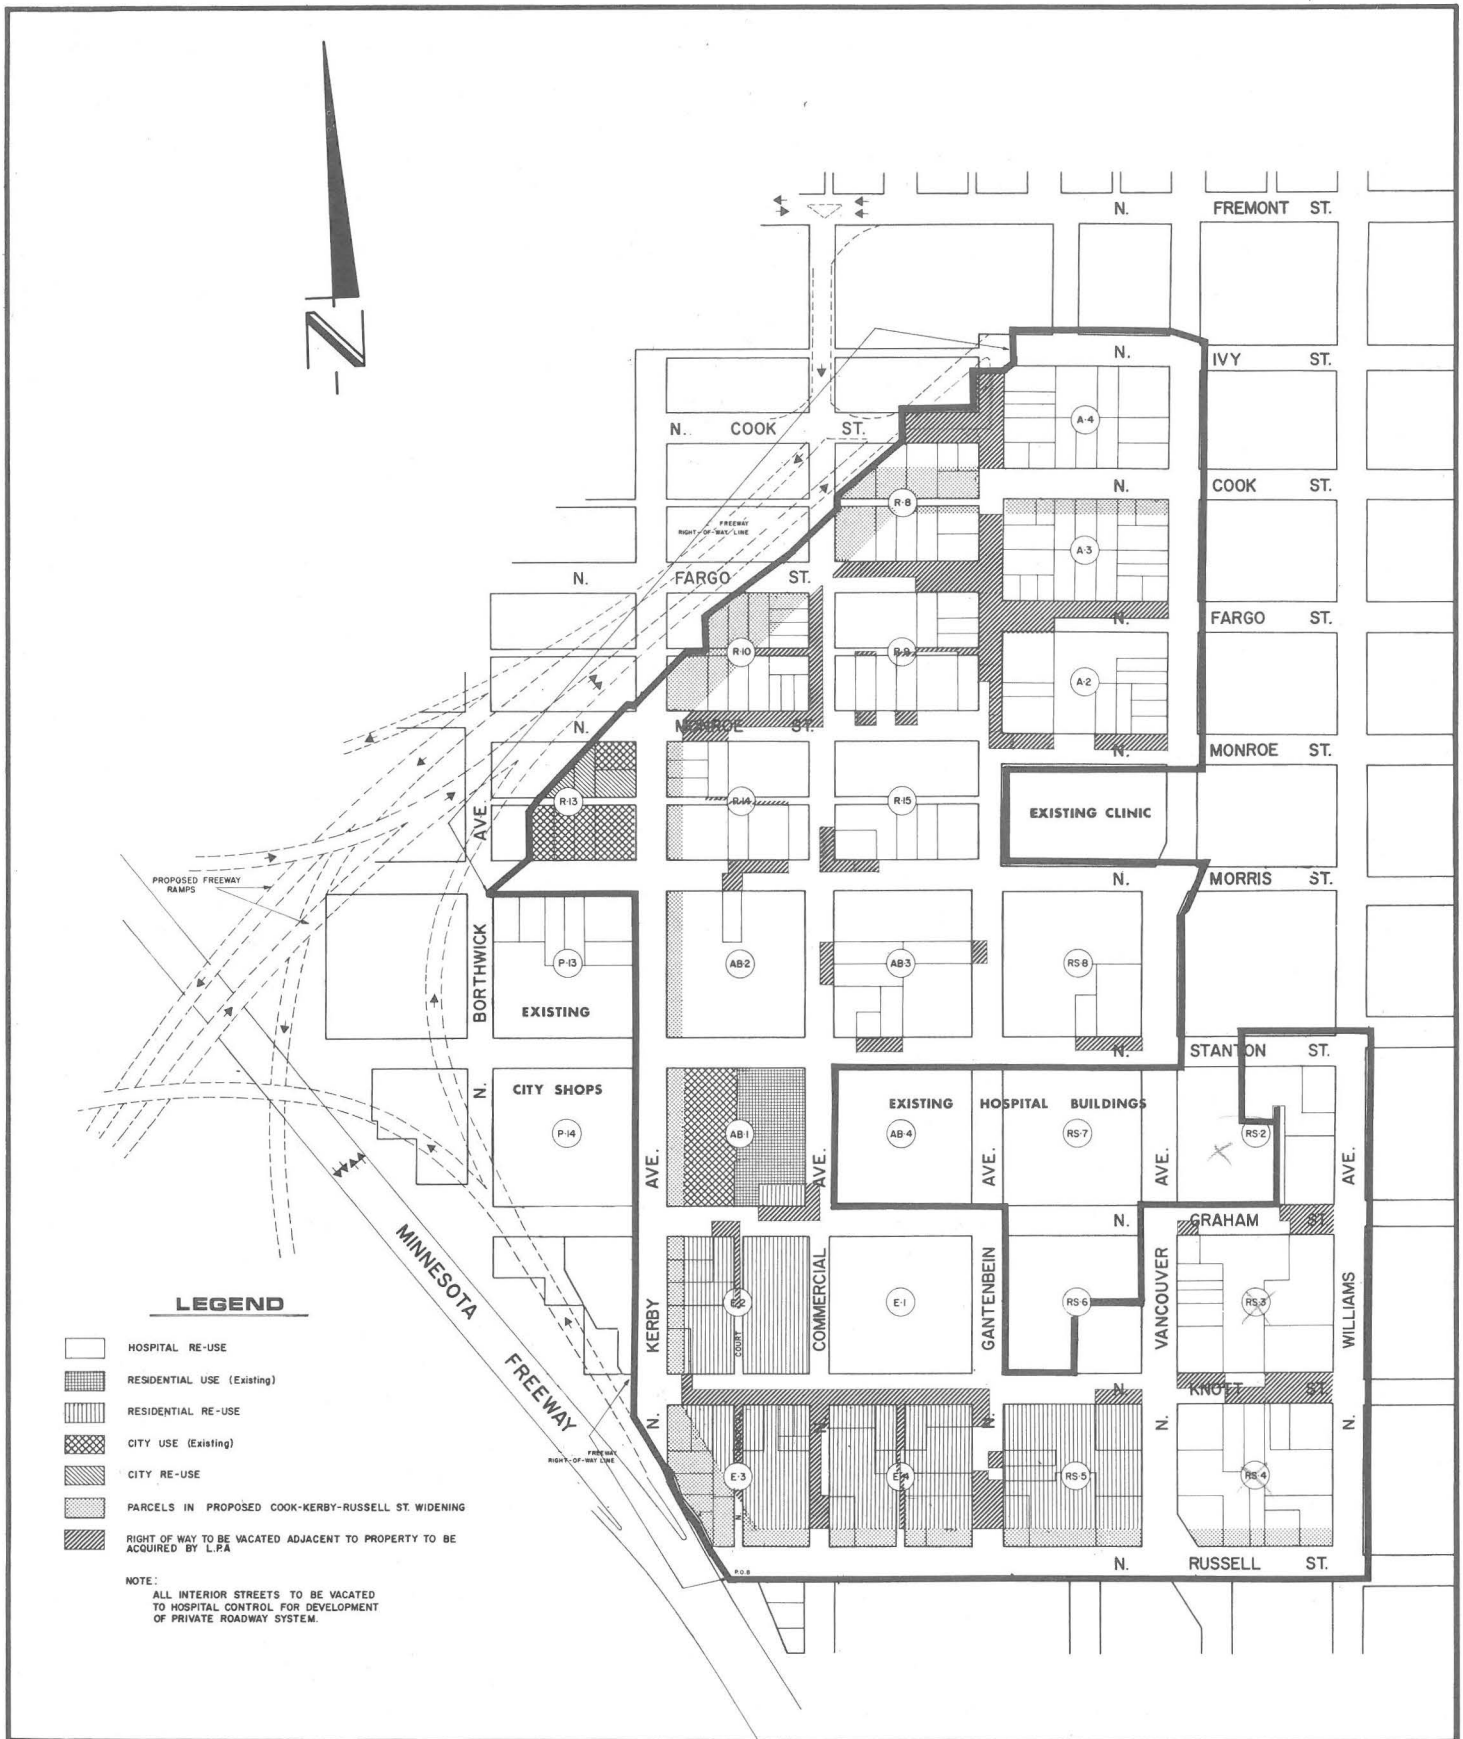 N
N. FREMONT ST.
N. IVY ST.
A-4
N. COOK ST.
N. COOK ST.
R-8
FREEWAY
RIGHT-OF-WAY LINE
A-3
N. FARGO ST.
N. FARGO ST.
R-10
R-9
A-2
N. MONROE ST.
N. MONROE ST.
R-13
R-14
R-15
EXISTING CLINIC
AVE.
PROPOSED FREEWAY
RAMPS
N. MORRIS ST.
BORTHWICK
P-13
AB-2
AB-3
RS-8
EXISTING
N. STANTON ST.
N.
CITY SHOPS
EXISTING HOSPITAL BUILDINGS
P-14
AB-1
AB-4
RS-7
RS-2
AVE.
AVE.
AVE.
AVE.
AVE.
N. GRAHAM ST.
MINNESOTA
FREEWAY
KERBY
COMMERCIAL
GANTENBEIN
VANCOUVER
WILLIAMS
E-2
COURT
E-1
RS-6
RS-3
N. KNOTT ST.
N.
N.
N.
N.
N.
FREEWAY
RIGHT-OF-WAY LINE
E-3
N.
E-4
RS-5
RS-4
N. RUSSELL ST.
P.O.B
LEGEND
HOSPITAL RE-USE
RESIDENTIAL USE (Existing)
RESIDENTIAL RE-USE
CITY USE (Existing)
CITY RE-USE
PARCELS IN PROPOSED COOK-KERBY-RUSSELL ST. WIDENING
RIGHT OF WAY TO BE VACATED ADJACENT TO PROPERTY TO BE
ACQUIRED BY L.P.A
NOTE:
ALL INTERIOR STREETS TO BE VACATED
TO HOSPITAL CONTROL FOR DEVELOPMENT
OF PRIVATE ROADWAY SYSTEM.